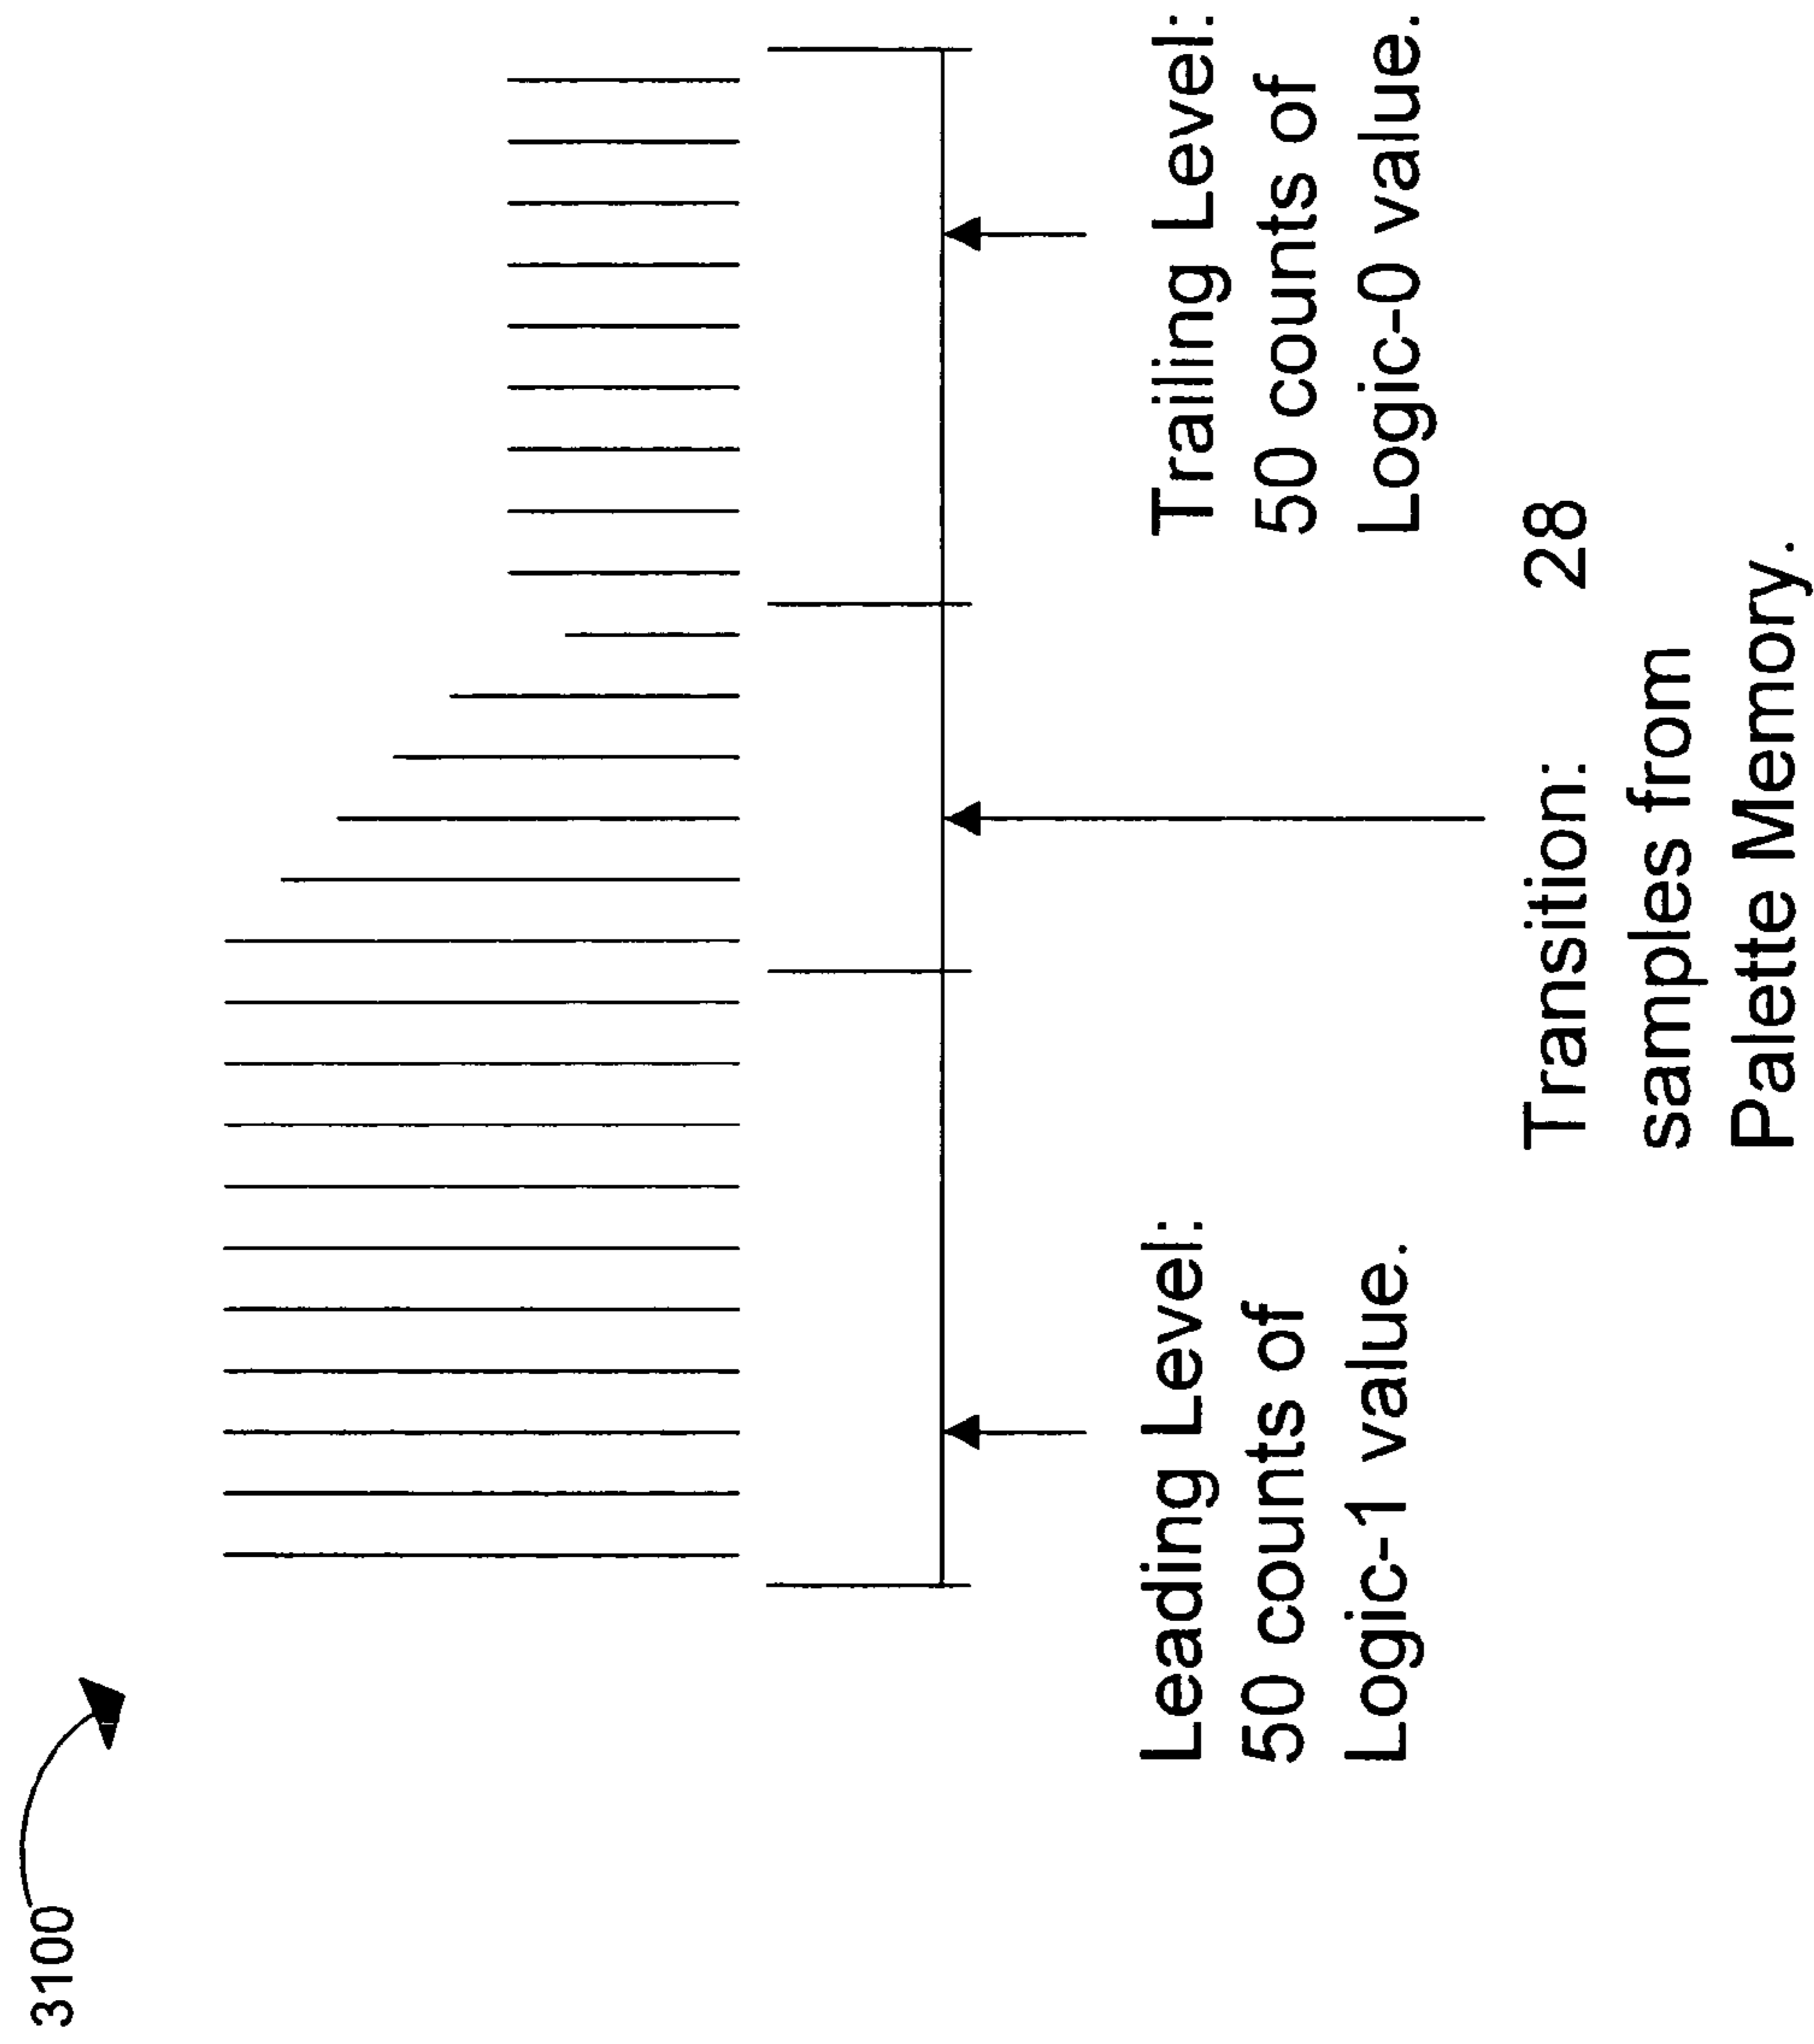 3100
Leading Level:
50 counts of
Logic-1 value.
Transition: 28
samples from
Palette Memory.
Trailing Level:
50 counts of
Logic-0 value.